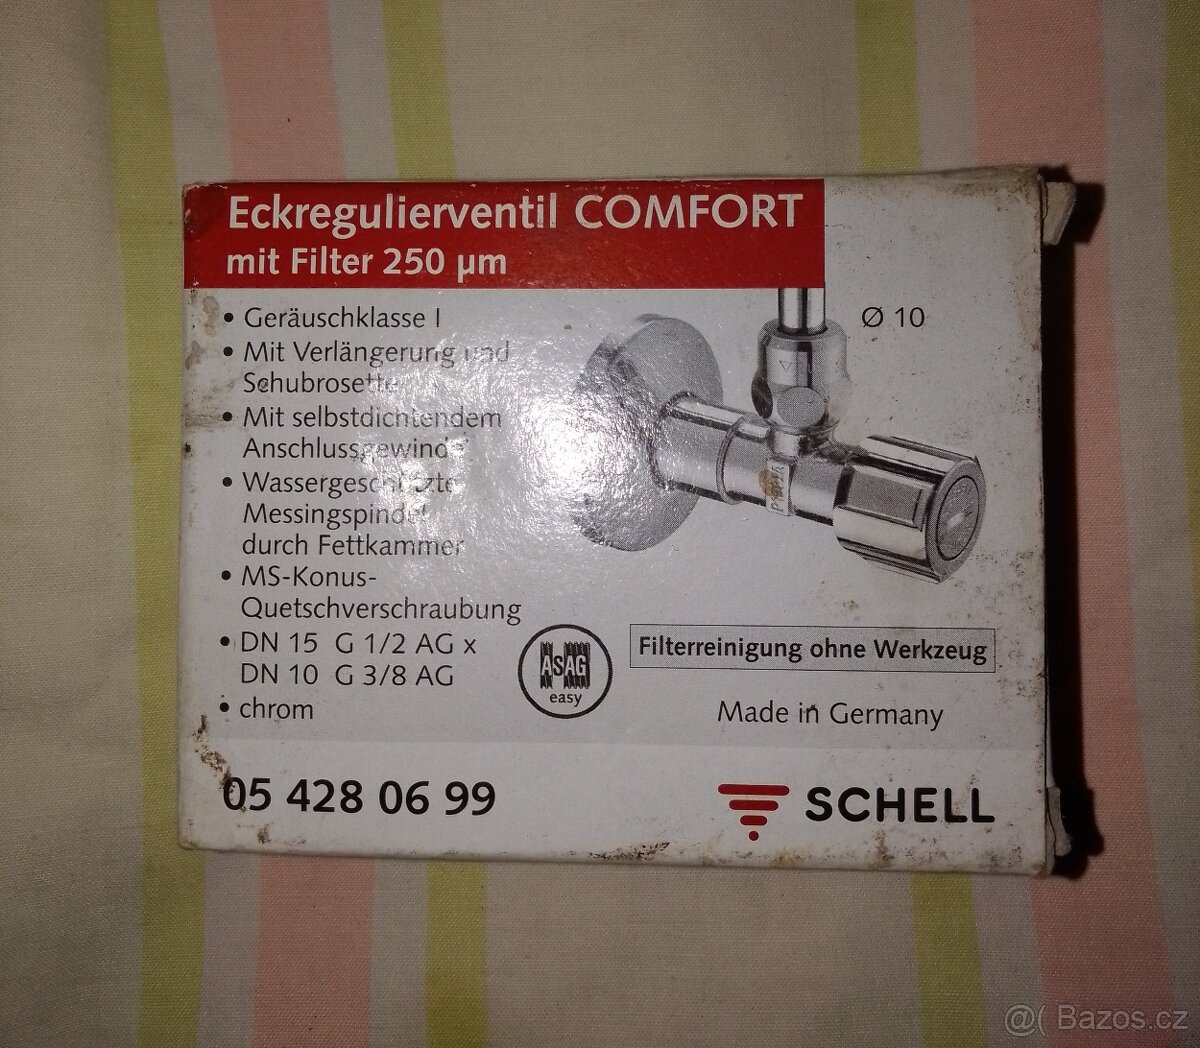 Eckregulierventil COMFORT
mit Filter 250 µm
• Geräuschklasse I
• Mit Verlängerung und
Schubrosette
• Mit selbstdichtendem
Anschlussgewinde
• Wassergeschützte
Messingspindel
durch Fettkammer
• MS-Konus-
Quetschverschraubung
• DN 15 G 1/2 AG x
DN 10 G 3/8 AG
• chrom
Ø 10
ASAG
easy
Filterreinigung ohne Werkzeug
Made in Germany
05 428 06 99
SCHELL
@( Bazos.cz